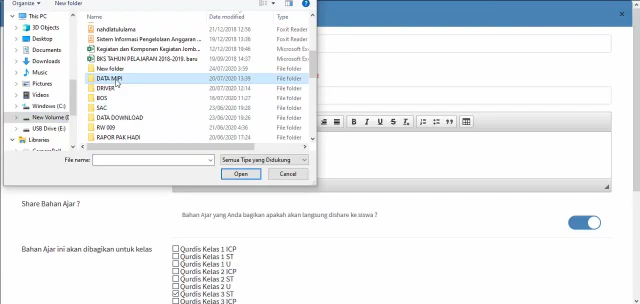 Organize New folder
This PC
3D Objects
Desktop
Documents
Downloads
Music
Pictures
Videos
Windows (C:)
New Volume (D
USB Drive (E:)
Libraries
Name Date modified Type
nahdlatululama 21/12/2018 12:56 Foxit Reader
Sistem Informasi Pengelolaan Anggaran ... 19/12/2018 13:36 Foxit Reader
Kegiatan dan Komponen Kegiatan Jomb... 12/12/2018 19:46 Microsoft Ex
BKS TAHUN PELAJARAN 2018-2019. baru 19/09/2018 14:37 Microsoft Ex
New folder 24/07/2020 3:59 File folder
DATA MIPI 20/07/2020 13:39 File folder
DRIVER 20/07/2020 12:14 File folder
BOS 16/07/2020 11:27 File folder
SAC 23/06/2020 19:28 File folder
DATA DOWNLOAD 23/06/2020 19:26 File folder
RW 009 21/06/2020 4:36 File folder
RAPOR PAK HADI 20/06/2020 17:24 File folder
File name: Semua Tipe yang Didukung
Open Cancel
B I U S Tx
Share Bahan Ajar ?
Bahan Ajar yang Anda bagikan apakah akan langsung dishare ke siswa ?
Bahan Ajar ini akan dibagikan untuk kelas
Qurdis Kelas 1 ICP
Qurdis Kelas 1 ST
Qurdis Kelas 1 U
Qurdis Kelas 2 ICP
Qurdis Kelas 2 ST
Qurdis Kelas 2 U
Qurdis Kelas 3 ST
Qurdis Kelas 3 ICP